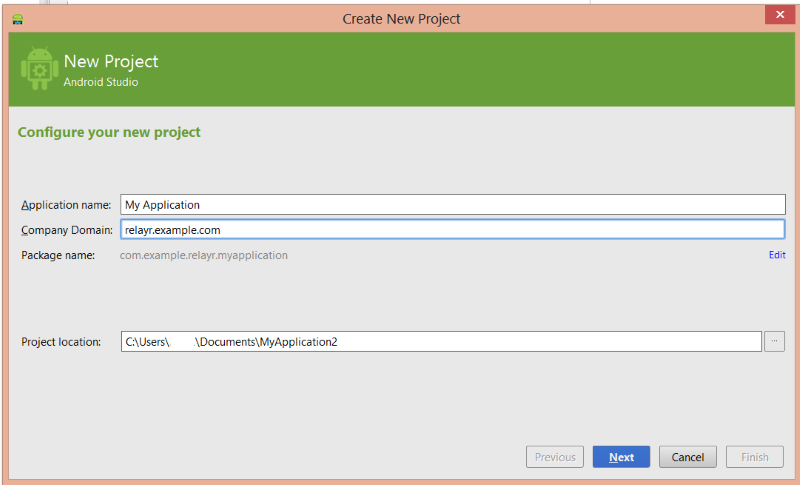 Create New Project
New Project
Android Studio
Configure your new project
Application name: My Application
Company Domain: relayr.example.com
Package name: com.example.relayr.myapplication Edit
Project location: C:\Users\. .\Documents\MyApplication2 ...
Previous Next Cancel Finish